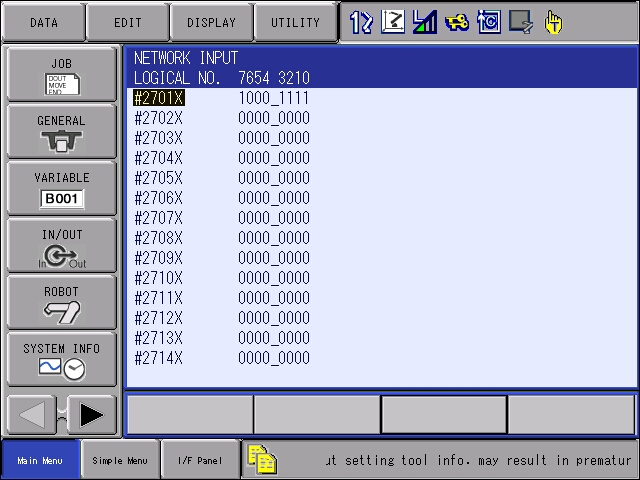 DATA
EDIT
DISPLAY
UTILITY
JOB
DOUT
MOVE
END
GENERAL
VARIABLE
B001
IN/OUT
In Out
ROBOT
SYSTEM INFO
NETWORK INPUT
LOGICAL NO. 7654 3210
#2701X 1000_1111
#2702X 0000_0000
#2703X 0000_0000
#2704X 0000_0000
#2705X 0000_0000
#2706X 0000_0000
#2707X 0000_0000
#2708X 0000_0000
#2709X 0000_0000
#2710X 0000_0000
#2711X 0000_0000
#2712X 0000_0000
#2713X 0000_0000
#2714X 0000_0000
Main Menu
Simple Menu
I/F Panel
ut setting tool info. may result in prematur